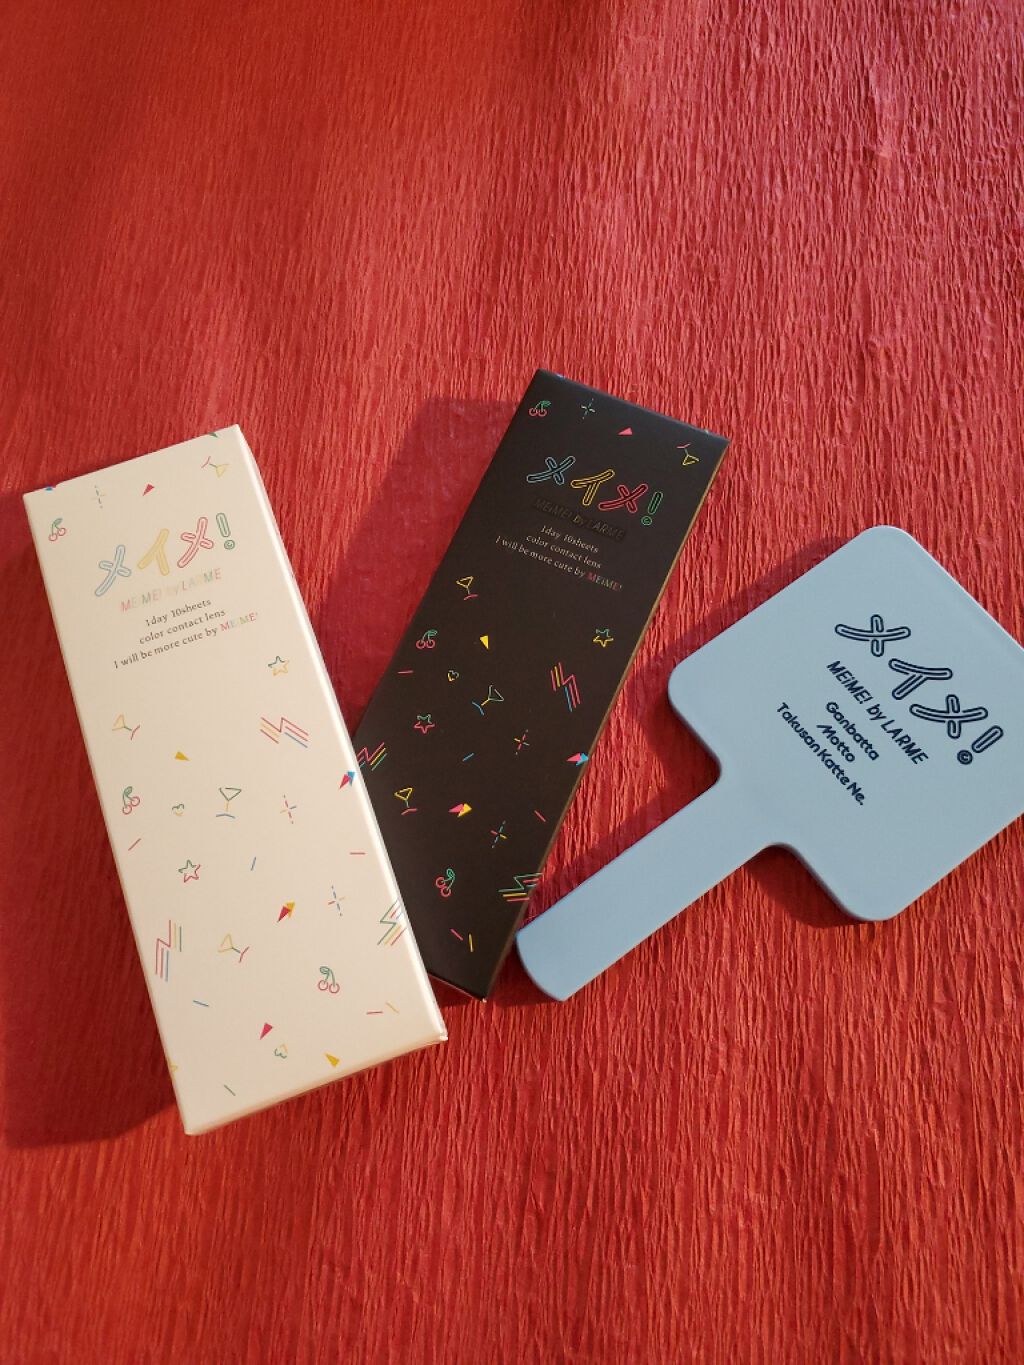 メイメ!
MEiME! by LARME
1day 10sheets
color contact lens
I will be more cute by MEiME!
メイメ!©
MEiME! by LARME
1day 10sheets
color contact lens
I will be more cute by MEiME!
メイメ!©
MEiME! by LARME
Ganbatta
Motto
Takusan Katte Ne.